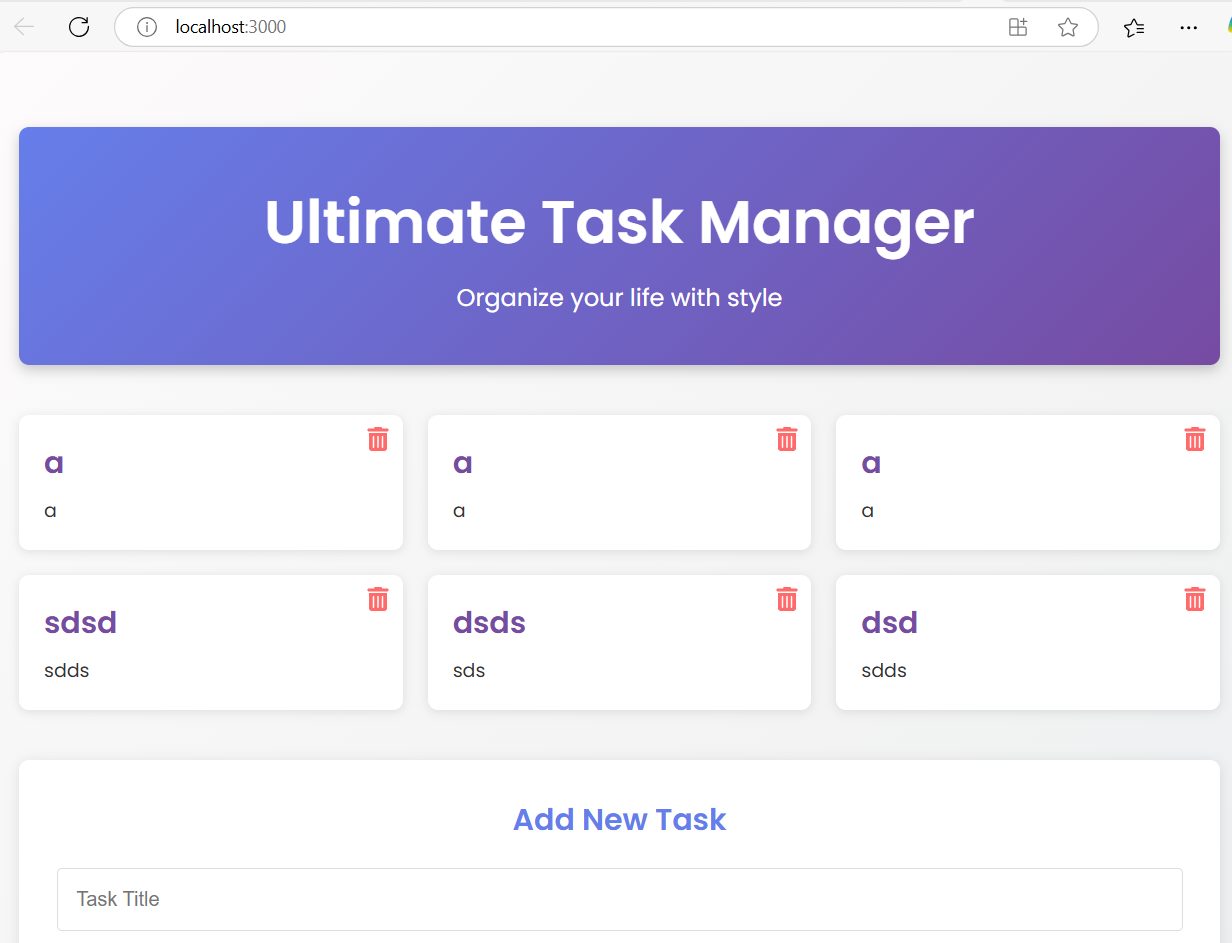 localhost:3000
Ultimate Task Manager
Organize your life with style
a
a
a
a
a
a
sdsd
sdds
dsds
sds
dsd
sdds
Add New Task
Task Title